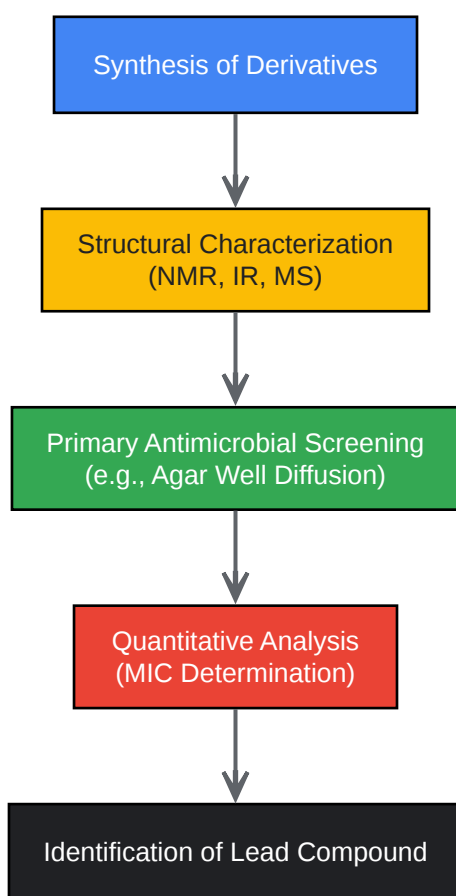 Synthesis of Derivatives
Structural Characterization
(NMR, IR, MS)
Primary Antimicrobial Screening
(e.g., Agar Well Diffusion)
Quantitative Analysis
(MIC Determination)
Identification of Lead Compound